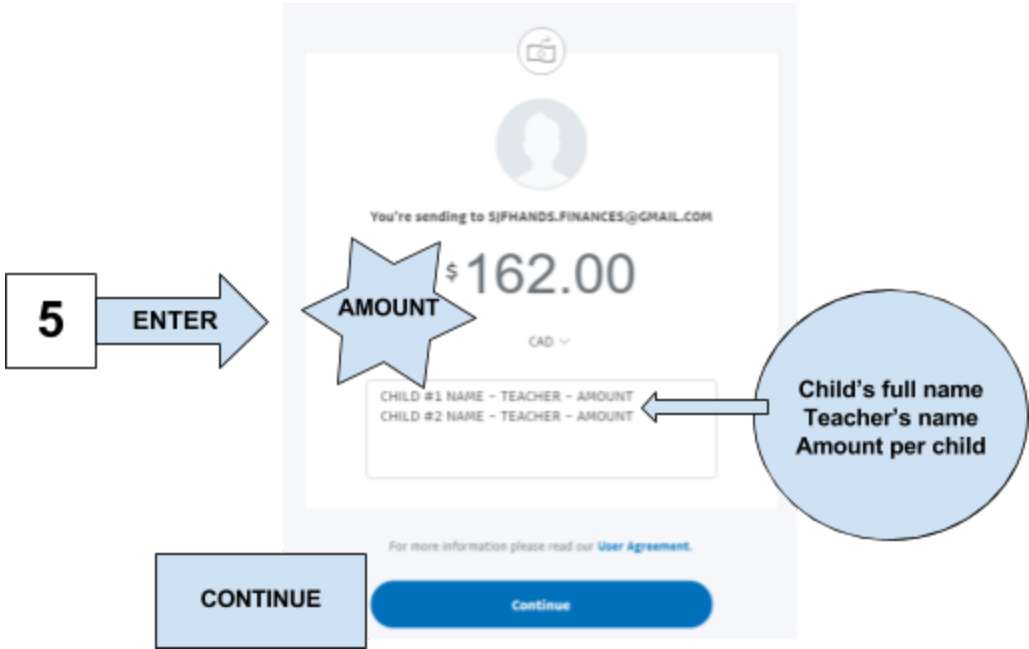 You're sending to SJFHANDS.FINANCES@GMAIL.COM
$162.00
AMOUNT
5
ENTER
CAD
CHILD #1 NAME – TEACHER – AMOUNT
CHILD #2 NAME – TEACHER – AMOUNT
Child's full name
Teacher's name
Amount per child
For more information please read our User Agreement.
CONTINUE
Continue